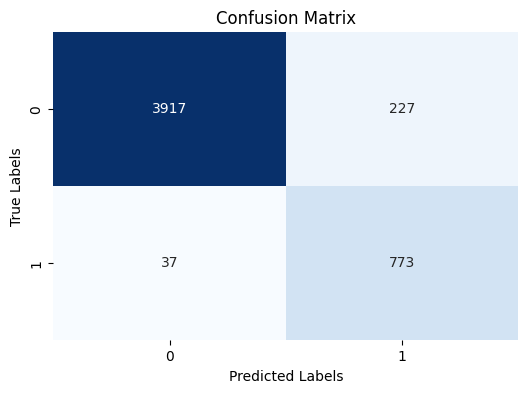 Confusion Matrix
0
3917
227
True Labels
1
37
773
0
1
Predicted Labels